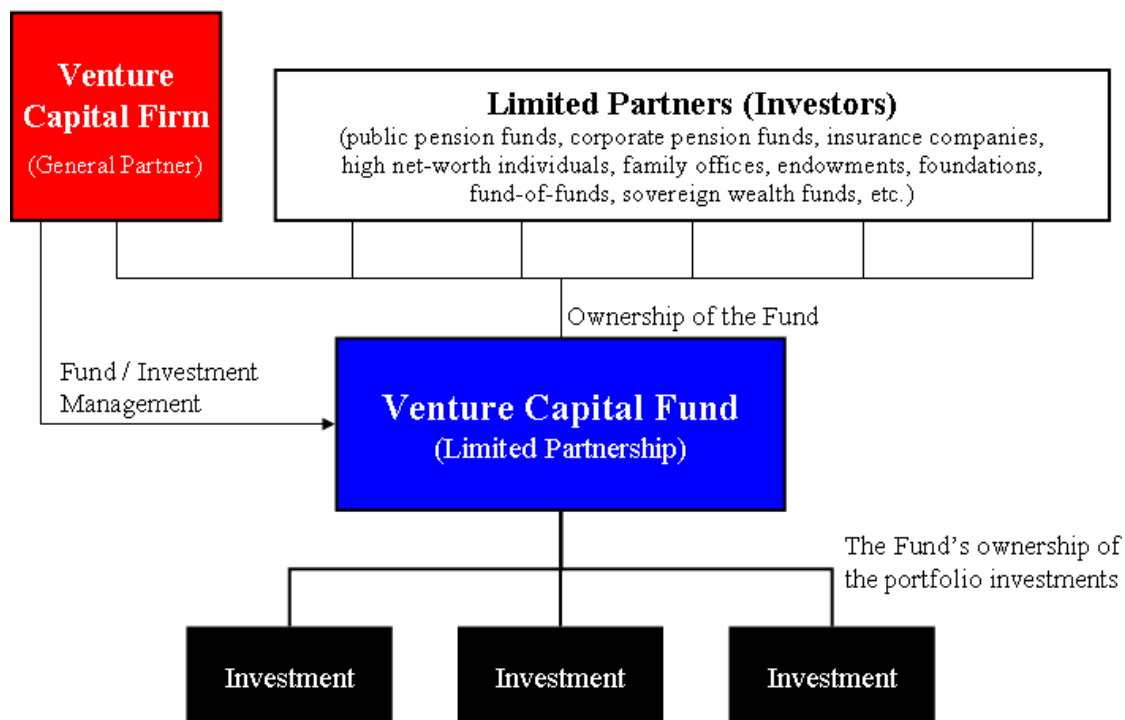 Venture
Capital Firm
(General Partner)
Limited Partners (Investors)
(public pension funds, corporate pension funds, insurance companies,
high net-worth individuals, family offices, endowments, foundations,
fund-of-funds, sovereign wealth funds, etc.)
Ownership of the Fund
Fund / Investment
Management
Venture Capital Fund
(Limited Partnership)
The Fund’s ownership of
the portfolio investments
Investment
Investment
Investment